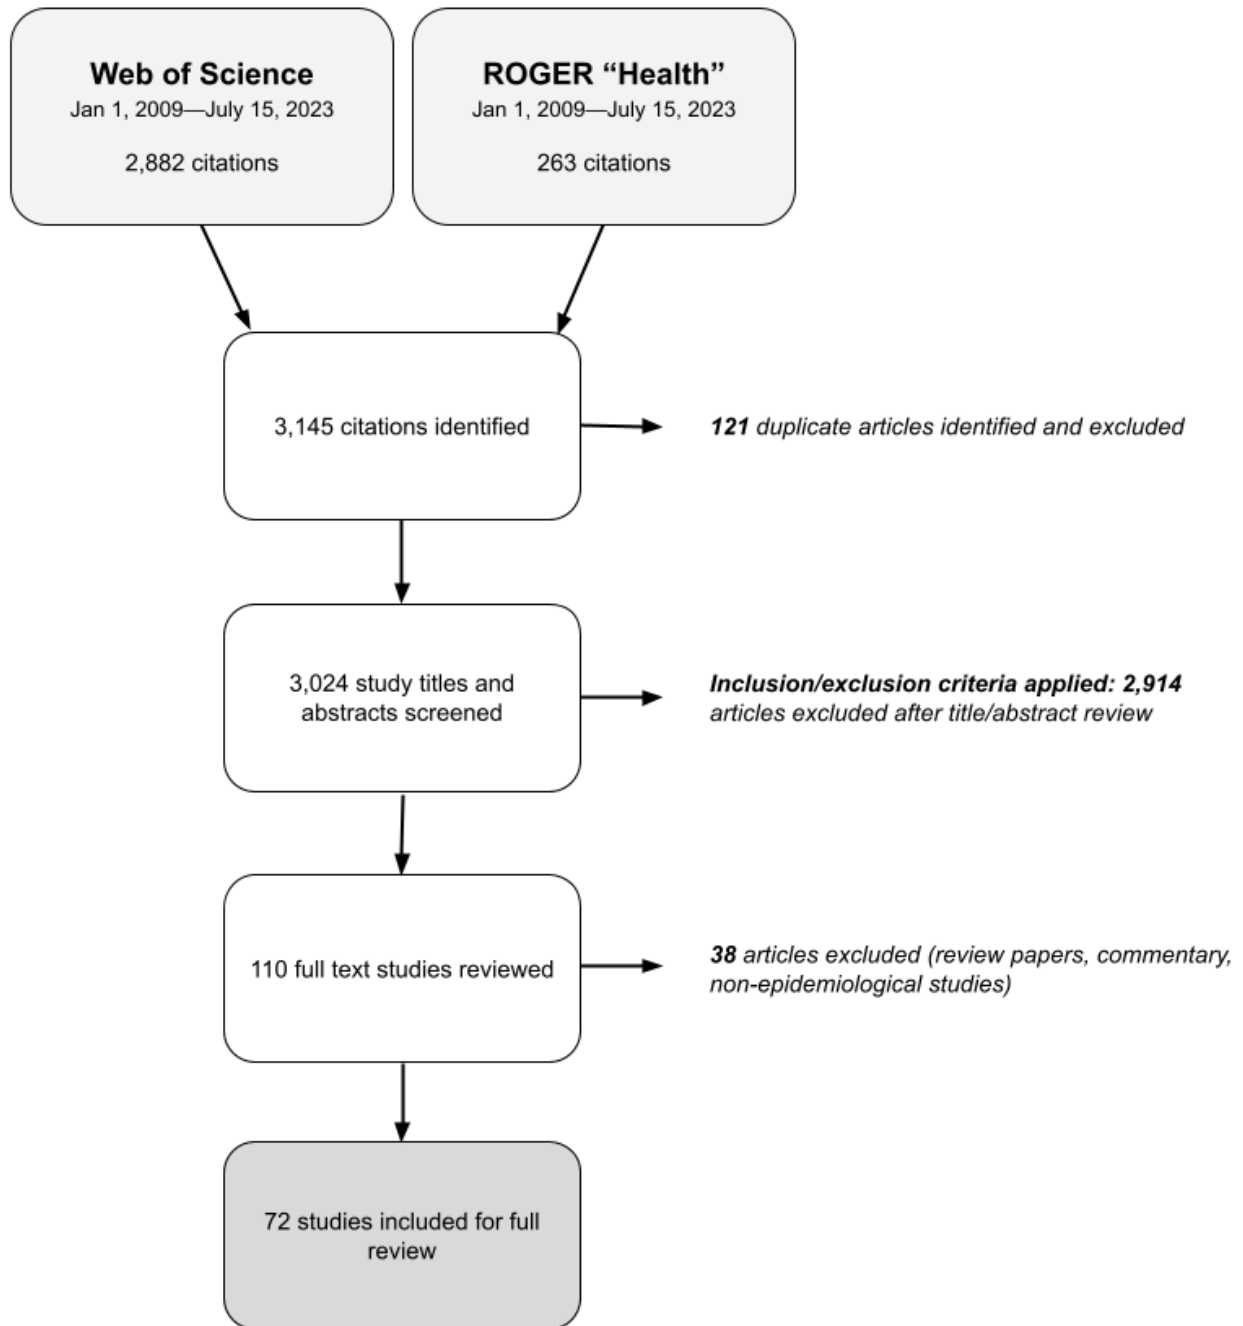 Web of Science
Jan 1, 2009—July 15, 2023
2,882 citations
ROGER “Health”
Jan 1, 2009—July 15, 2023
263 citations
3,145 citations identified
121 duplicate articles identified and excluded
3,024 study titles and
abstracts screened
Inclusion/exclusion criteria applied: 2,914
articles excluded after title/abstract review
110 full text studies reviewed
38 articles excluded (review papers, commentary,
non-epidemiological studies)
72 studies included for full
review